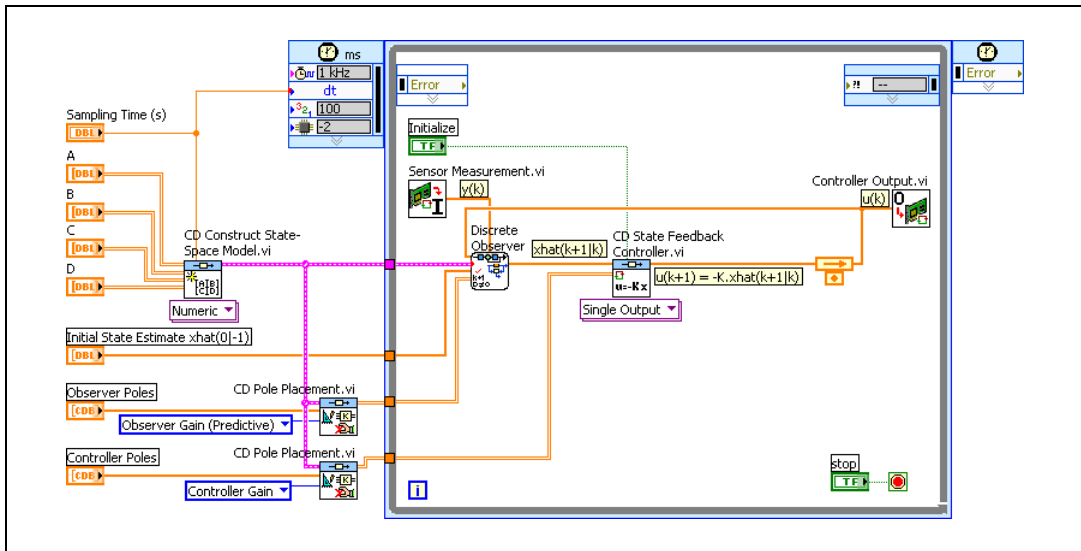 ms
1 kHz
dt
100
-2
Error
?! --
Error
Sampling Time (s)
DBL
A
[DBL]
B
[DBL]
C
[DBL]
D
[DBL]
CD Construct State-
Space Model.vi
[A|B]
[C|D]
Numeric
Initial State Estimate xhat(0|-1)
[DBL]
Observer Poles
[CDB]
CD Pole Placement.vi
K
Observer Gain (Predictive)
Controller Poles
[CDB]
CD Pole Placement.vi
K
Controller Gain
Initialize
TF
Sensor Measurement.vi
I
y(k)
Discrete
Observer
k+1
D≠0
xhat(k+1|k)
CD State Feedback
Controller.vi
u=-Kx
u(k+1) = -K.xhat(k+1|k)
Single Output
Controller Output.vi
u(k)
O
stop
TF
i